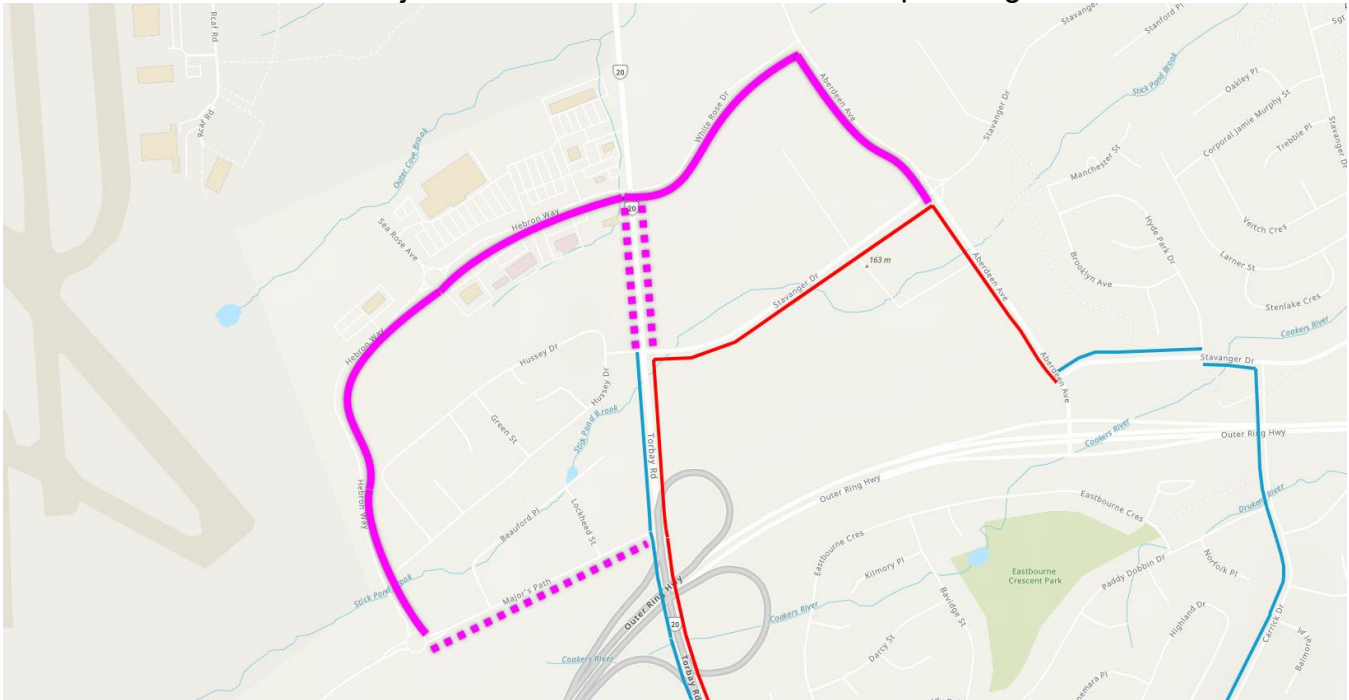 Rcaf Rd
Rcaf Rd
20
Outer Cove Brook
White Rose Dr
Aberdeen Ave
Stavanger
Stanford Pl
Sgt
Stick Pond Brook
Oakley Pl
Corporal Jamie Murphy St
Trebble Pl
Stavanger Dr
Stavanger Dr
Manchester St
Hebron Way
20
Sea Rose Ave
Hyde Park Dr
Veitch Cres
Larner St
Brooklyn Ave
Stenlake Cres
163 m
Aberdeen Ave
Stavanger Dr
Hebron Way
Hussey Dr
Hussey Dr
Cookers River
Stavanger Dr
Aberdeen Ave
Green St
Stick Pond Brook
Torbay Rd
Cookers River
Outer Ring Hwy
Outer Ring Hwy
Hebron Way
Lockheed St
Beauford Pl
Eastbourne Cres
Eastbourne Cres
Kilmory Pl
Eastbourne
Crescent Park
Paddy Dobbin Dr
Norfolk Pl
Stick Pond Brook
Major's Path
Outer Ring Hwy
20
Cookers River
Bavidge St
Darcy St
Highland Dr
Carrick Dr
Cookers River
Torbay Rd